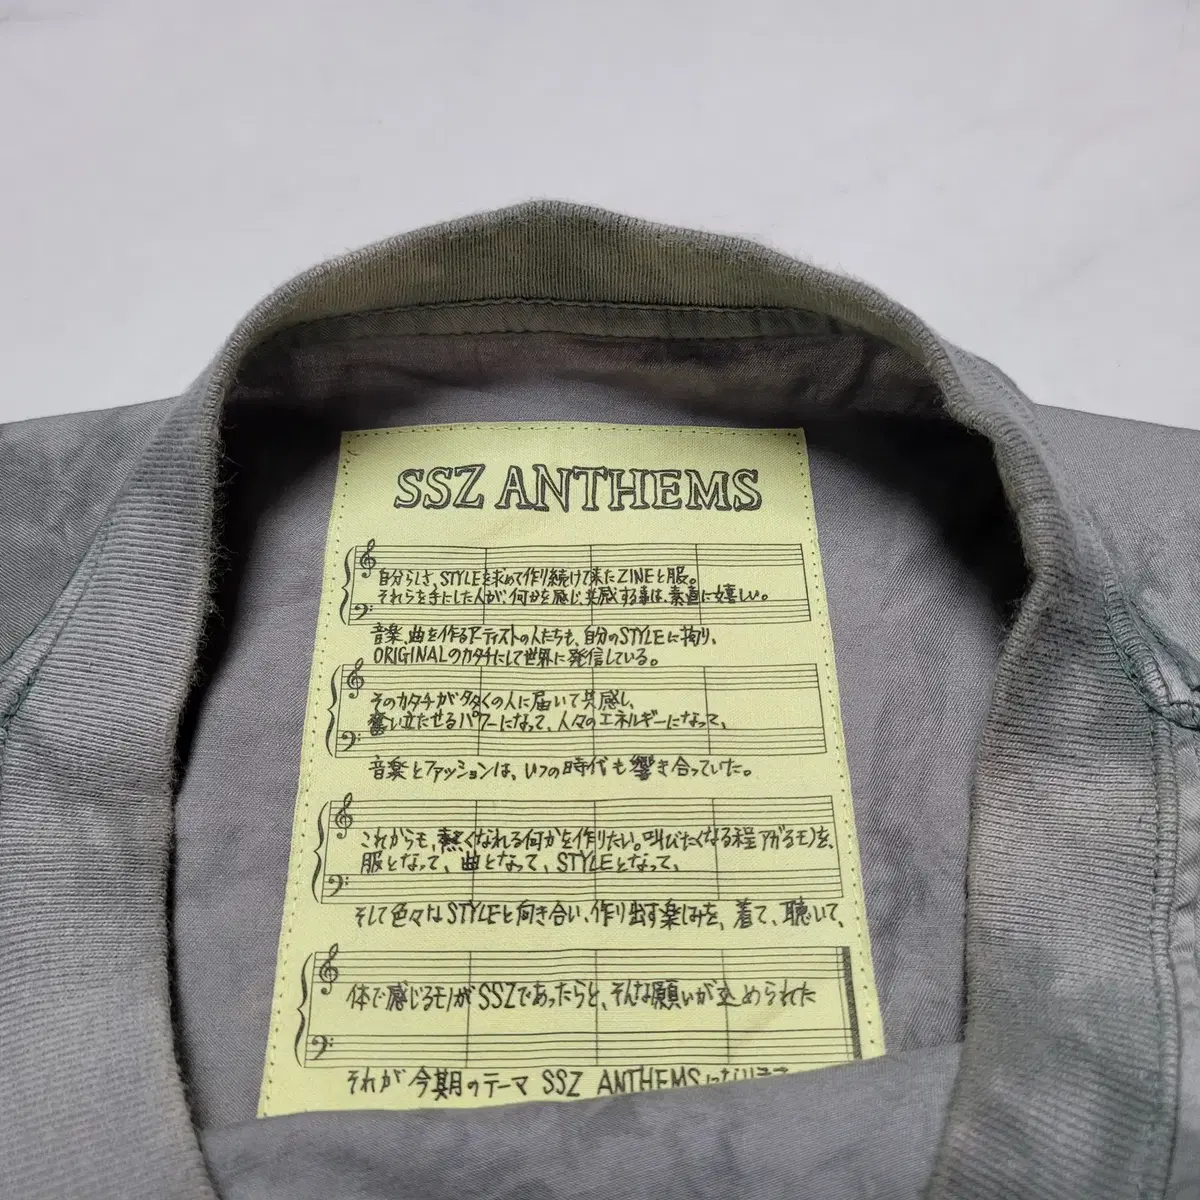 SSZ ANTHEMS
自分らしさ、STYLEを求めて作り続けて来たZINEと服。
それらを手にした人が、何かを感じ、共感する事は、素直に嬉しい。
音楽、曲を作るアーティストの人たちも、自分のSTYLEに拘り、
ORIGINALのカタチにして世界に発信している。
そのカタチが多くの人に届いて共感し、
奮い立たせるパワーになって、人々のエネルギーになって、
音楽とファッションは、いつの時代も響き合っていた。
これからも、熱くなれる何かを作りたい。叫びたくなる程アガるモノを、
服となって、曲となって、STYLEとなって、
そして色々なSTYLEと向き合い、作り出す楽しみを、着て、聴いて、
体で感じるモノがSSZであったらと、そんな願いが込められた
それが今期のテーマ SSZ ANTHEMSになります